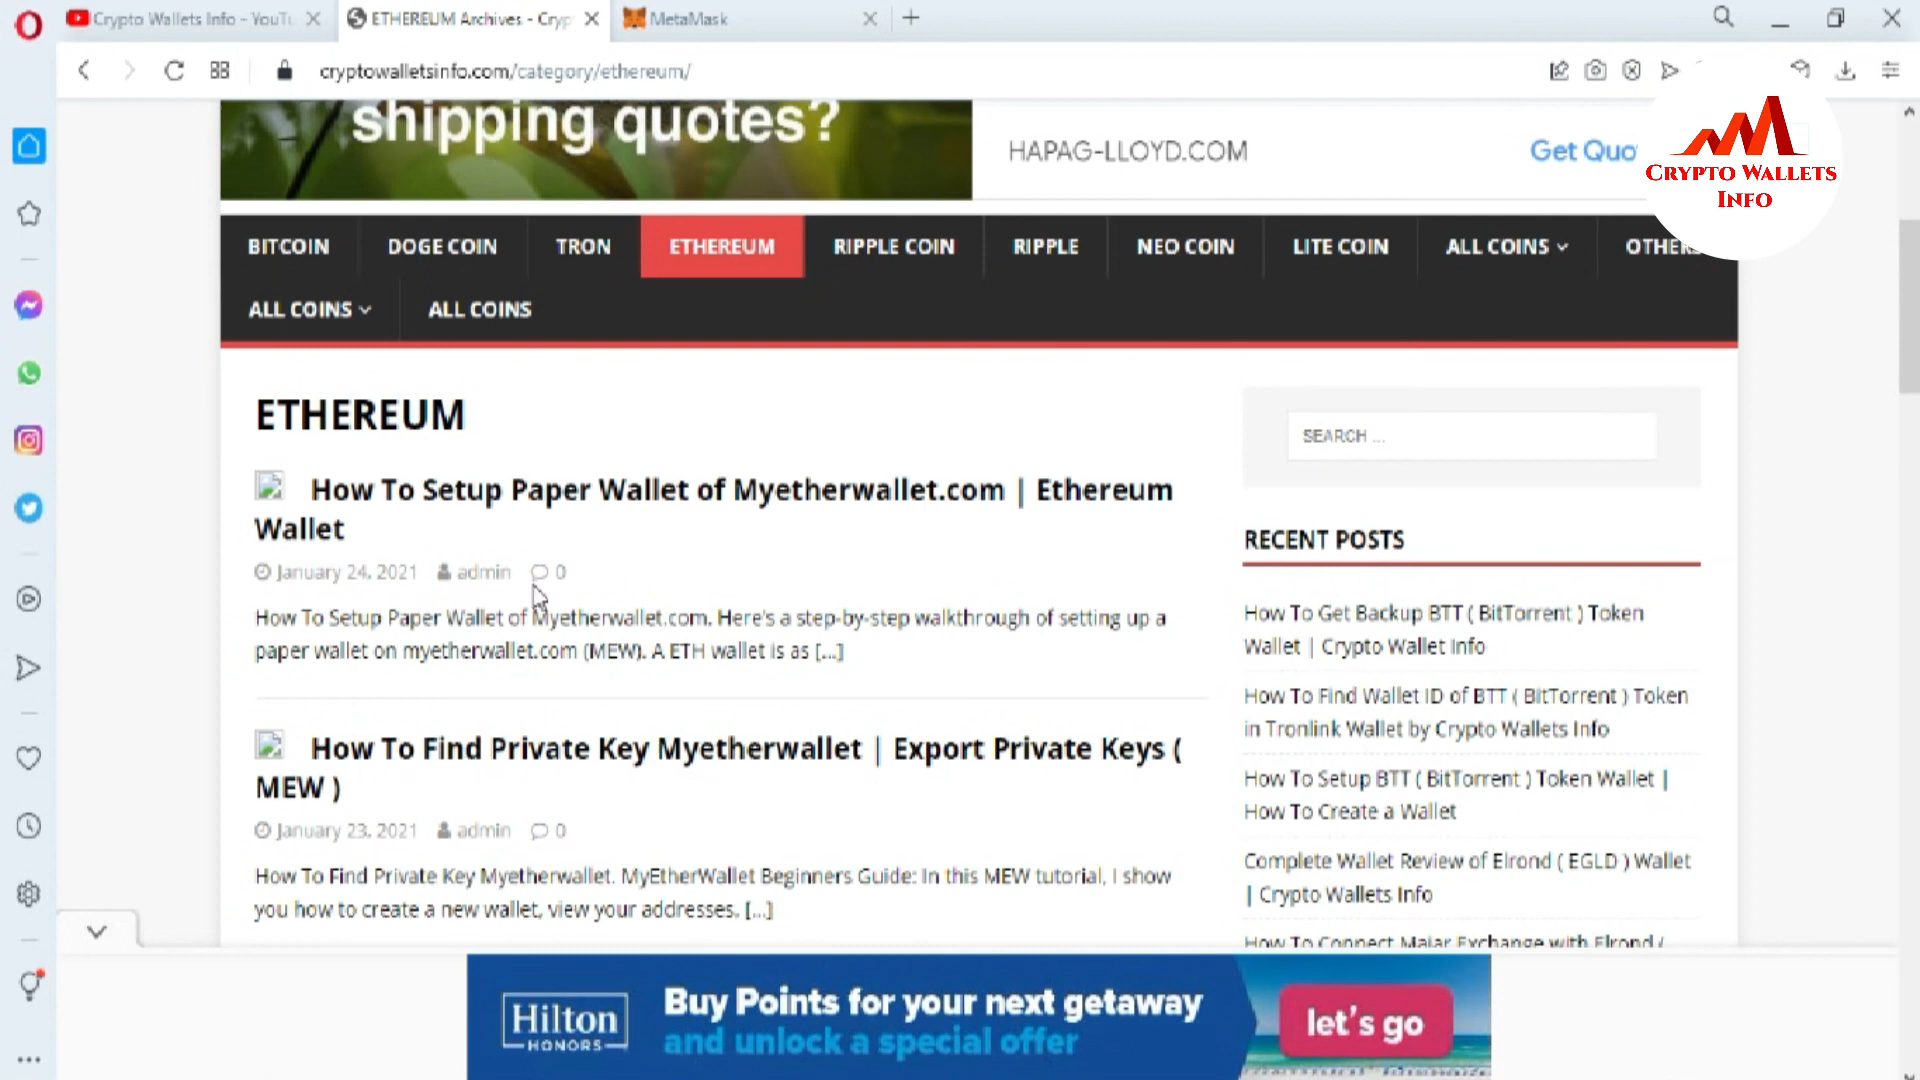 Crypto Wallets Info - YouTu
ETHEREUM Archives - Cryp
MetaMask
cryptowalletsinfo.com/category/ethereum/
shipping quotes?
HAPAG-LLOYD.COM
Get Quo
CRYPTO WALLETS
INFO
BITCOIN DOGE COIN TRON ETHEREUM RIPPLE COIN RIPPLE NEO COIN LITE COIN ALL COINS OTHERS
ALL COINS ALL COINS
ETHEREUM
SEARCH ...
How To Setup Paper Wallet of Myetherwallet.com | Ethereum
Wallet
January 24, 2021 admin 0
How To Setup Paper Wallet of Myetherwallet.com. Here's a step-by-step walkthrough of setting up a
paper wallet on myetherwallet.com (MEW). A ETH wallet is as [...]
How To Find Private Key Myetherwallet | Export Private Keys (
MEW )
January 23, 2021 admin 0
How To Find Private Key Myetherwallet. MyEtherWallet Beginners Guide: In this MEW tutorial, I show
you how to create a new wallet, view your addresses, [...]
RECENT POSTS
How To Get Backup BTT ( BitTorrent ) Token
Wallet | Crypto Wallet Info
How To Find Wallet ID of BTT ( BitTorrent ) Token
in Tronlink Wallet by Crypto Wallets Info
How To Setup BTT ( BitTorrent ) Token Wallet |
How To Create a Wallet
Complete Wallet Review of Elrond ( EGLD ) Wallet
| Crypto Wallets Info
How To Connect Maiar Exchange with Elrond (
Hilton
HONORS
Buy Points for your next getaway
and unlock a special offer
let's go